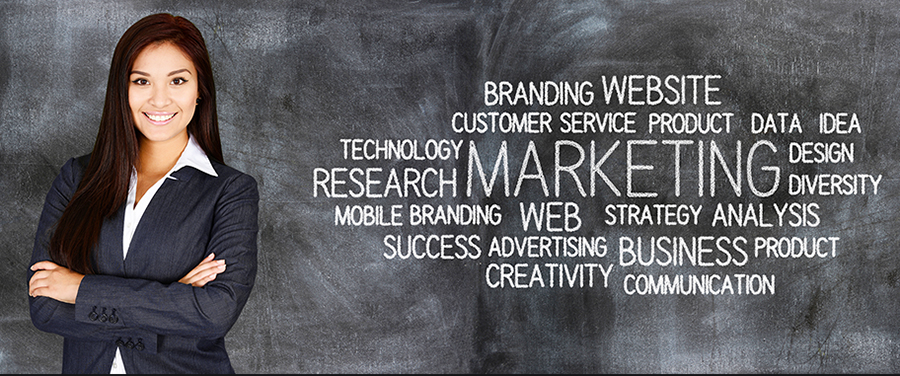 BRANDING WEBSITE
CUSTOMER SERVICE PRODUCT DATA IDEA
TECHNOLOGY MARKETING DESIGN
RESEARCH DIVERSITY
MOBILE BRANDING WEB STRATEGY ANALYSIS
SUCCESS ADVERTISING BUSINESS PRODUCT
CREATIVITY COMMUNICATION